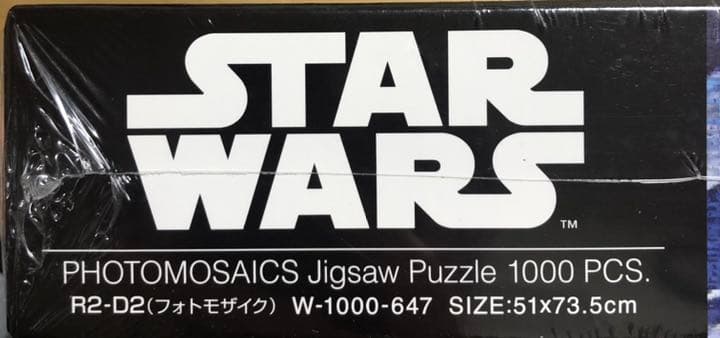 STAR
WARS
TM
PHOTOMOSAICS Jigsaw Puzzle 1000 PCS.
R2-D2(フォトモザイク) W-1000-647 SIZE:51x73.5cm